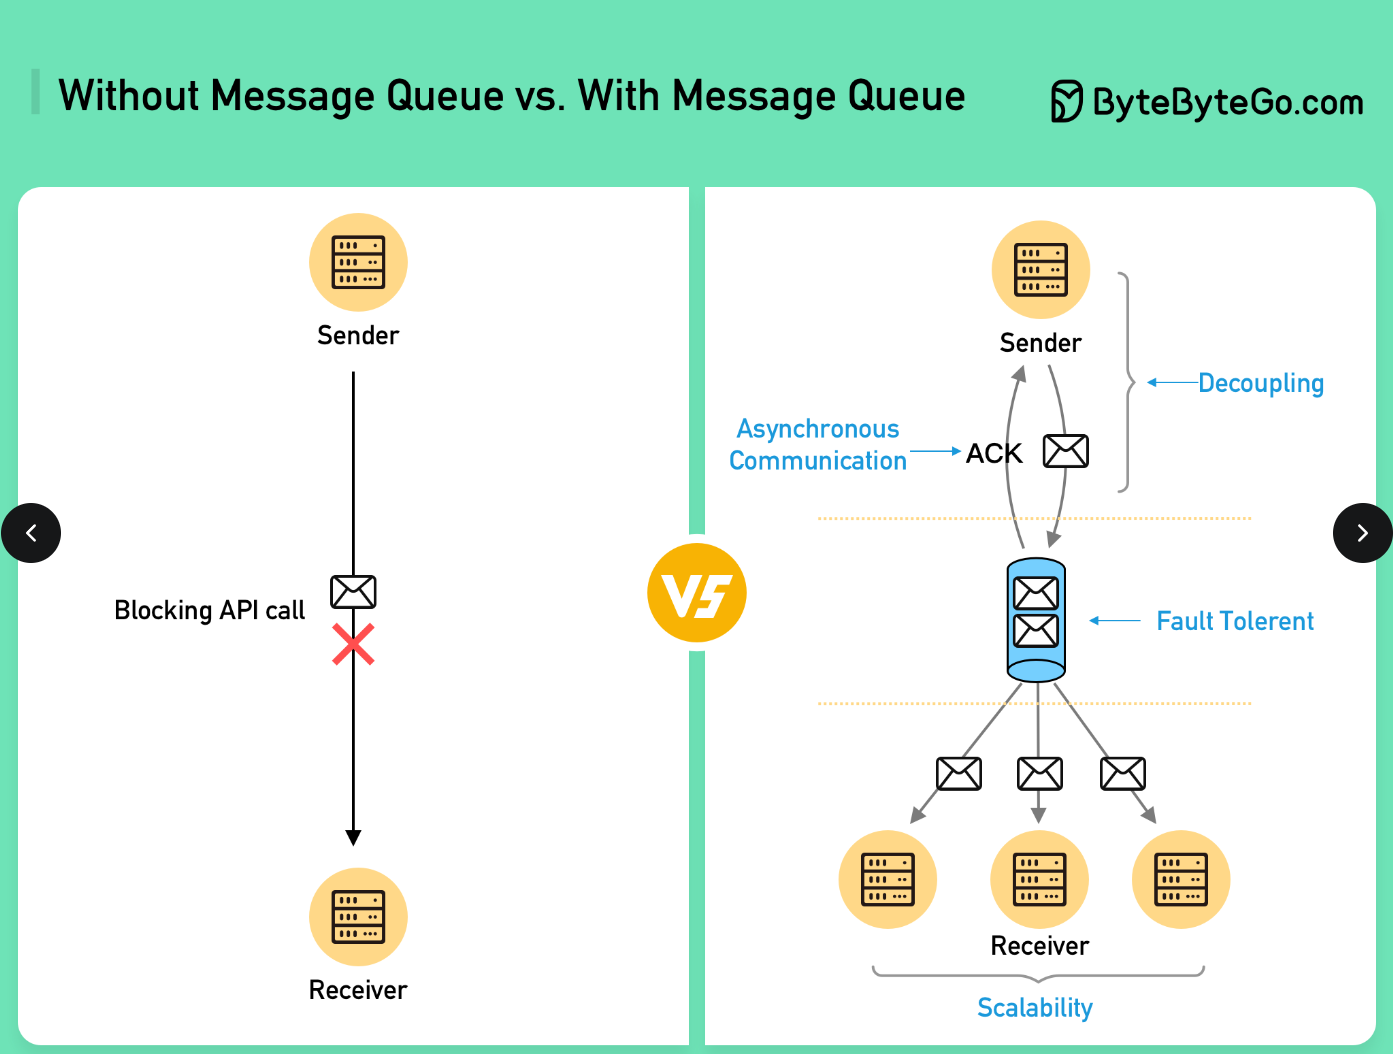 Without Message Queue vs. With Message Queue
ByteByteGo.com
Sender
Blocking API call
Receiver
VS
Sender
Decoupling
Asynchronous
Communication
ACK
Fault Tolerent
Receiver
Scalability